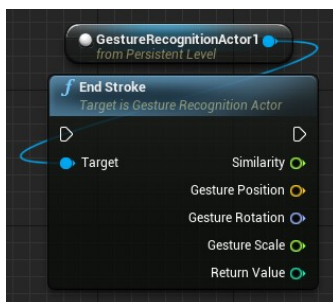 GestureRecognitionActor1
from Persistent Level
f End Stroke
Target is Gesture Recognition Actor
Target
Similarity
Gesture Position
Gesture Rotation
Gesture Scale
Return Value